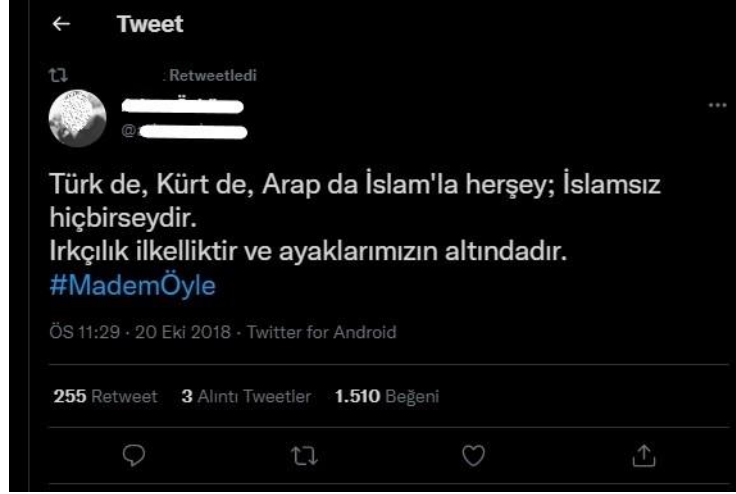 Tweet
Retweetledi
@
Türk de, Kürt de, Arap da İslam'la herşey; İslamsız
hiçbirseydir.
Irkçılık ilkelliktir ve ayaklarımızın altındadır.
#MademÖyle
ÖS 11:29 · 20 Eki 2018 · Twitter for Android
255 Retweet 3 Alıntı Tweetler 1.510 Beğeni